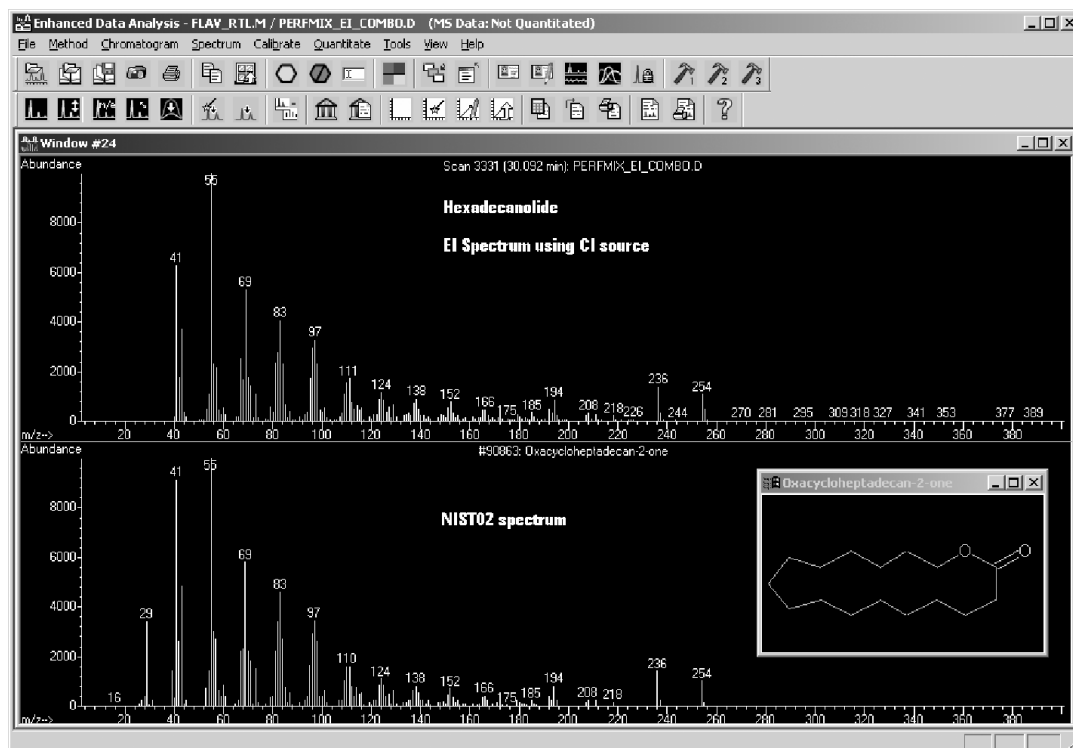 Enhanced Data Analysis - FLAV_RTL.M / PERFMIX_EI_COMBO.D (MS Data: Not Quantitated)
File Method Chromatogram Spectrum Calibrate Quantitate Tools View Help
Window #24
Abundance
Scan 3331 (30.092 min): PERFMIX_EI_COMBO.D
55
Hexadecanolide
8000
EI Spectrum using CI source
41
6000
69
83
4000
97
2000
111
124 138 152 166 175 185 194 208 218 226 236 244 254 270 281 295 309 318 327 341 353 377 389
0
m/z--> 20 40 60 80 100 120 140 160 180 200 220 240 260 280 300 320 340 360 380
Abundance
#90863: Oxacycloheptadecan-2-one
41 55
Oxacycloheptadecan-2-one
8000
NIST02 spectrum
69
6000
O O
83
4000
29 97
2000
110
16 124 138 152 166 175 185 194 208 218 236 254
0
m/z--> 20 40 60 80 100 120 140 160 180 200 220 240 260 280 300 320 340 360 380